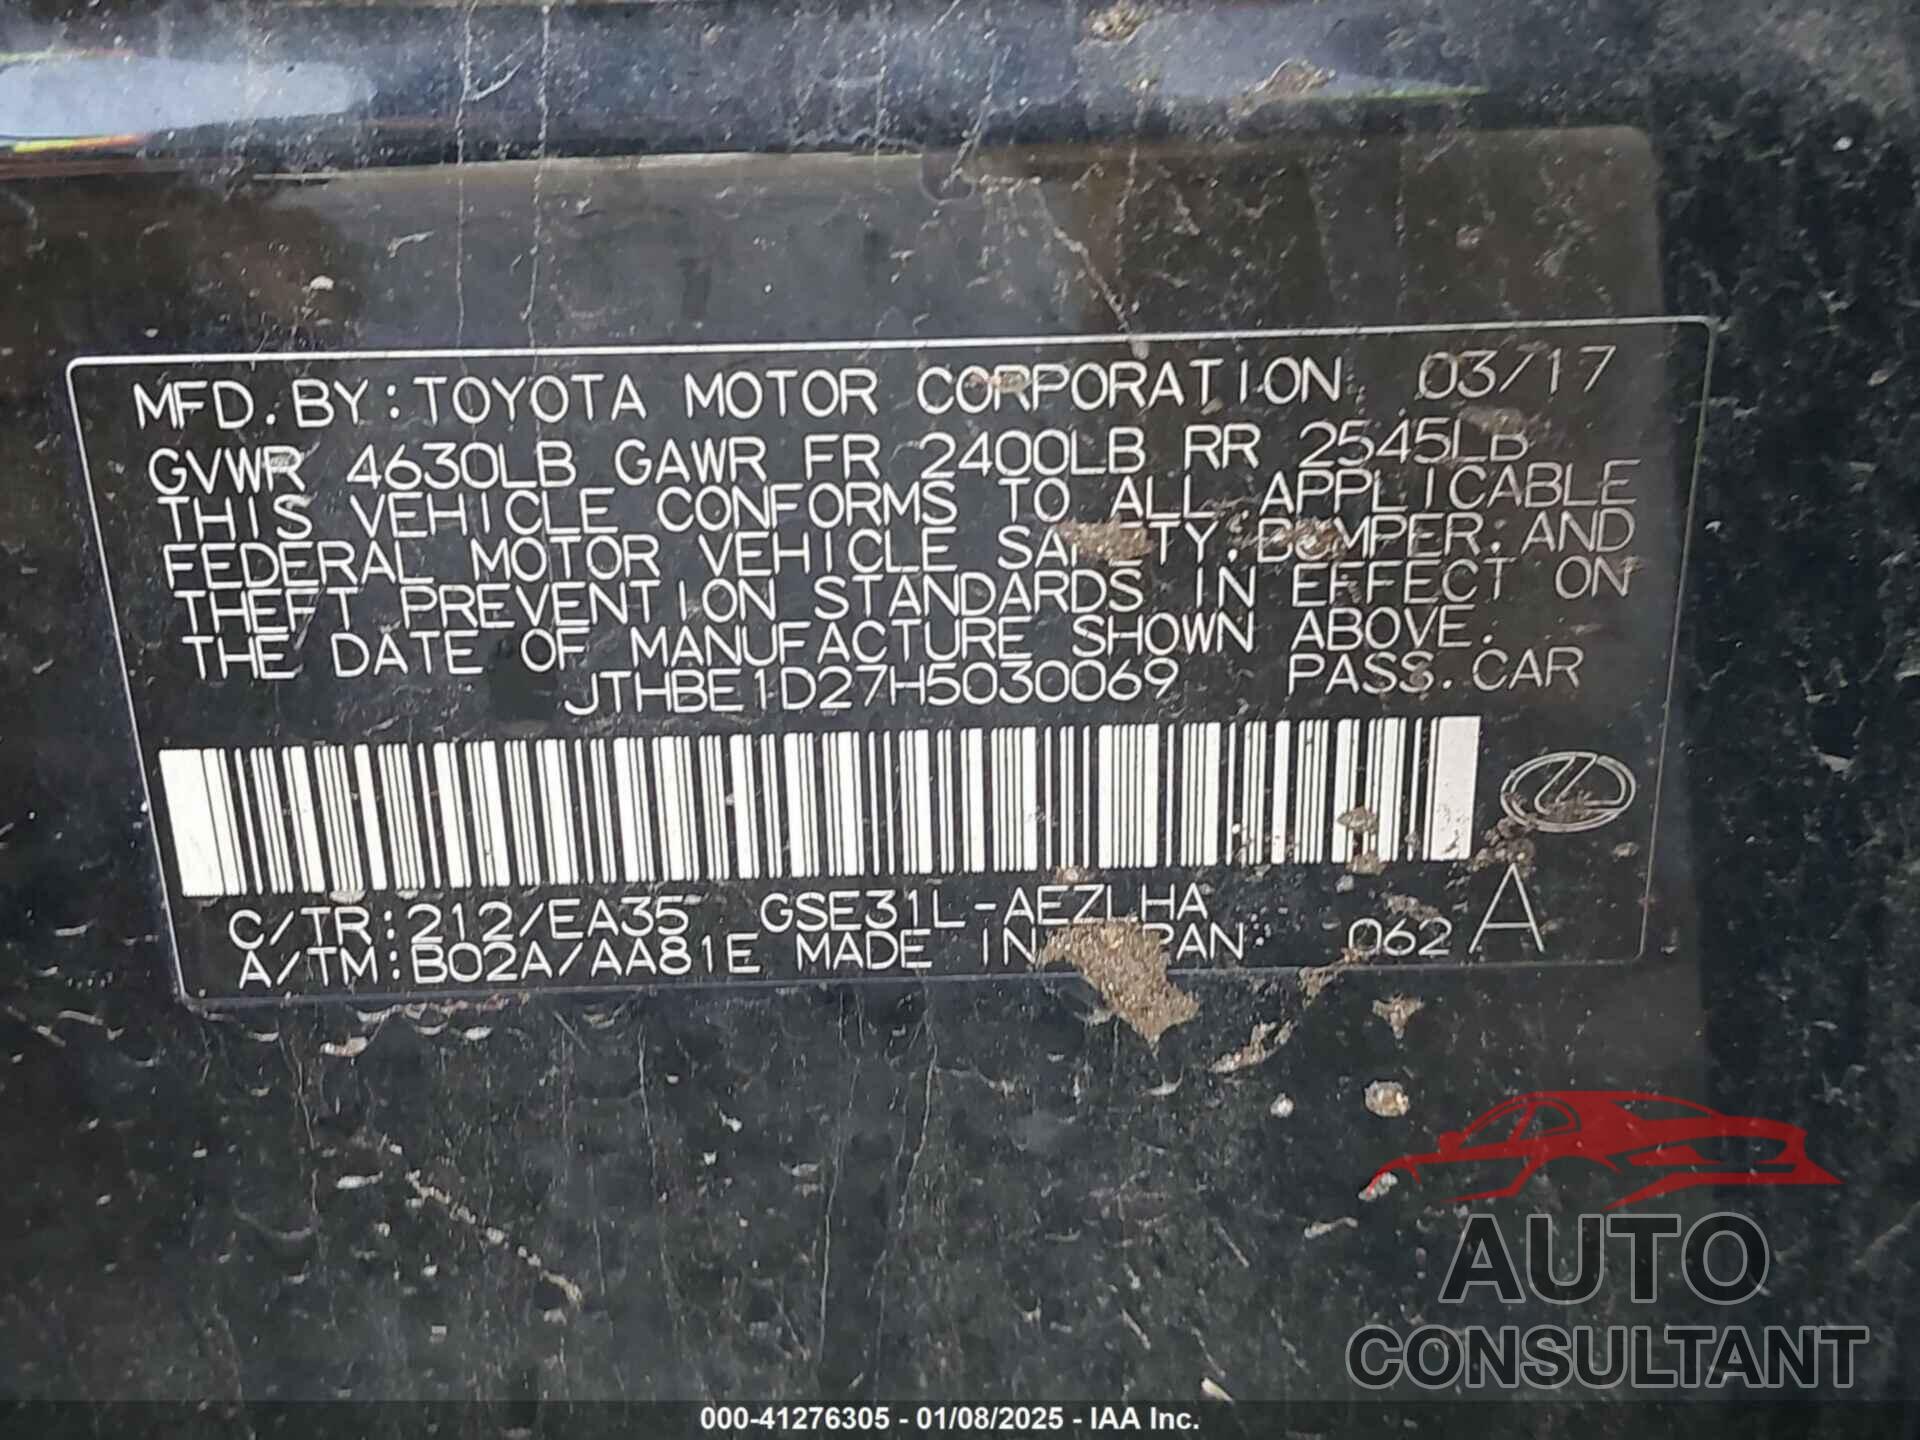 MFD. BY: TOYOTA MOTOR CORPORATION 03/17
GVWR 4630LB GAWR FR 2400LB RR 2545LB
THIS VEHICLE CONFORMS TO ALL APPLICABLE
FEDERAL MOTOR VEHICLE SAFETY, BUMPER, AND
THEFT PREVENTION STANDARDS IN EFFECT ON
THE DATE OF MANUFACTURE SHOWN ABOVE.
JTHBE1D27H5030069 PASS. CAR
C/TR: 212/EA35 GSE31L-AEZLHA
A/TM: B02A/AA81E MADE IN JAPAN 062 A
AUTO
CONSULTANT
000-41276305 - 01/08/2025 - IAA Inc.